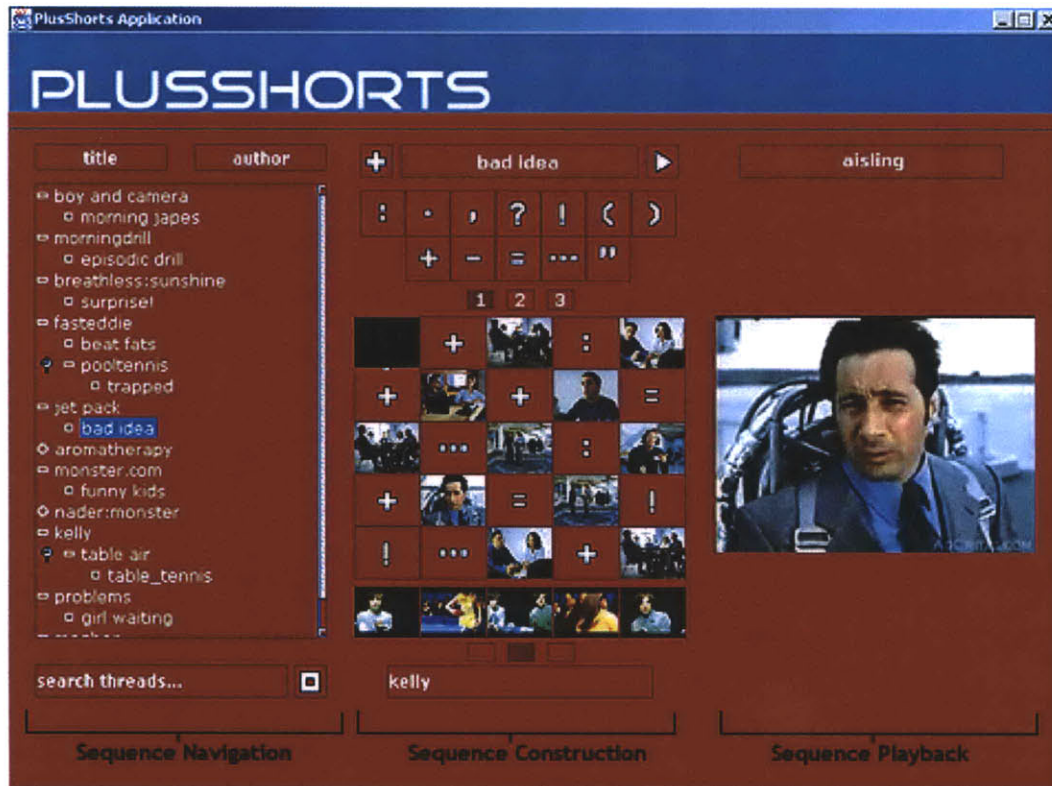 PlusShorts Application
PLUSSHORTS
title author
boy and camera
morning japes
morningdrill
episodic drill
breathless:sunshine
surprise!
fasteddie
beat fats
pooltennis
trapped
jet pack
bad idea
aromatherapy
monster.com
funny kids
nader:monster
kelly
table air
table_tennis
problems
girl waiting
search threads...
Sequence Navigation
+ bad idea
: . , ? ! ( )
+ - = ... "
1 2 3
+ :
+ + =
... :
+ = !
! ... +
kelly
Sequence Construction
aisling
Sequence Playback